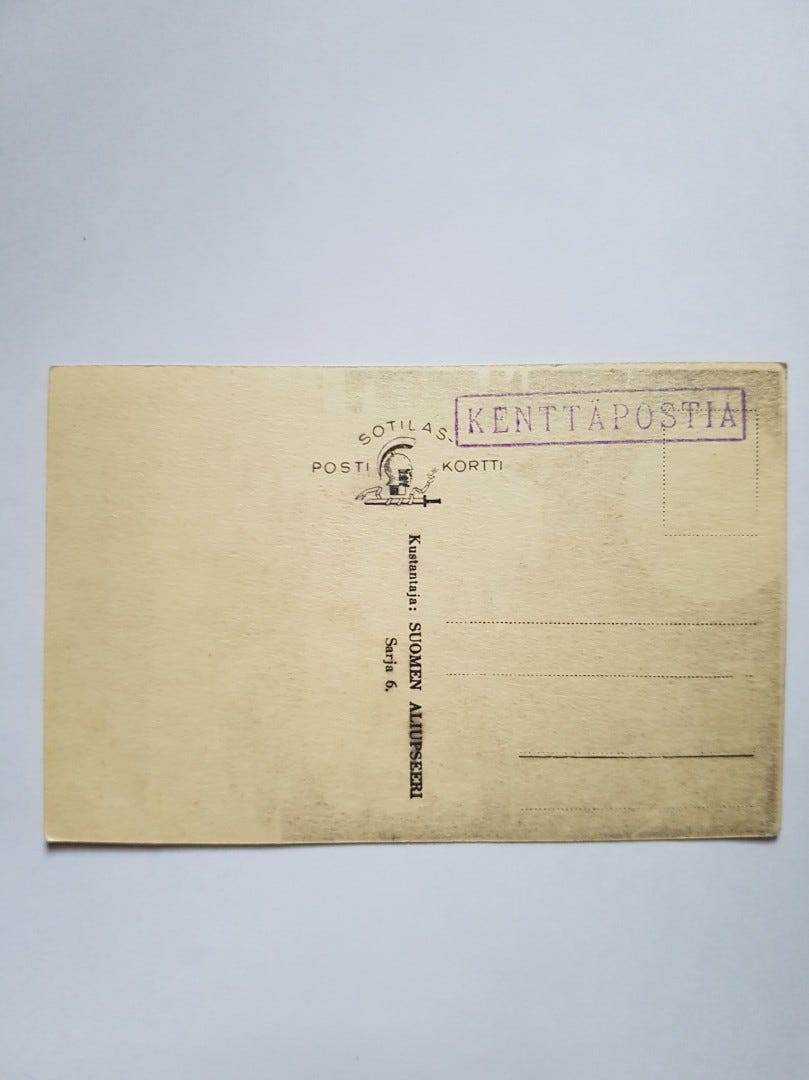 SOTILAS-
POSTI KORTTI
KENTTÄPOSTIA
Kustantaja: SUOMEN ALIUPSEERI
Sarja 6.